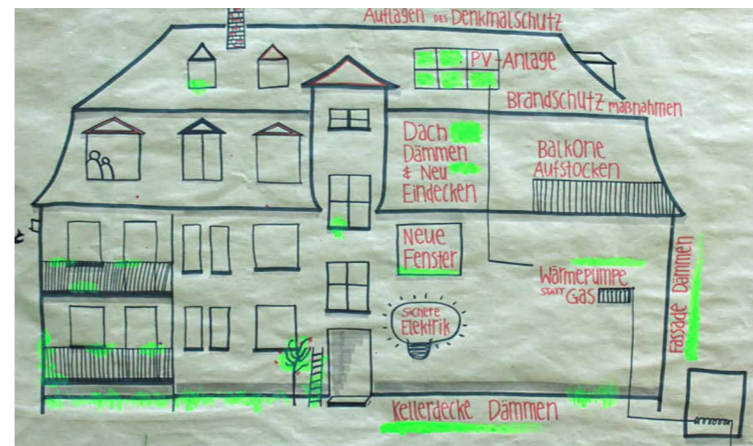 Auflagen des Denkmalschutz
PV-Anlage
Brandschutz maßnahmen
Dach
Dämmen
& Neu
Eindecken
Balkone
Aufstocken
Neue
Fenster
Wärmepumpe
statt Gas
Fassade Dämmen
Sichere
Elektrik
Kellerdecke Dämmen